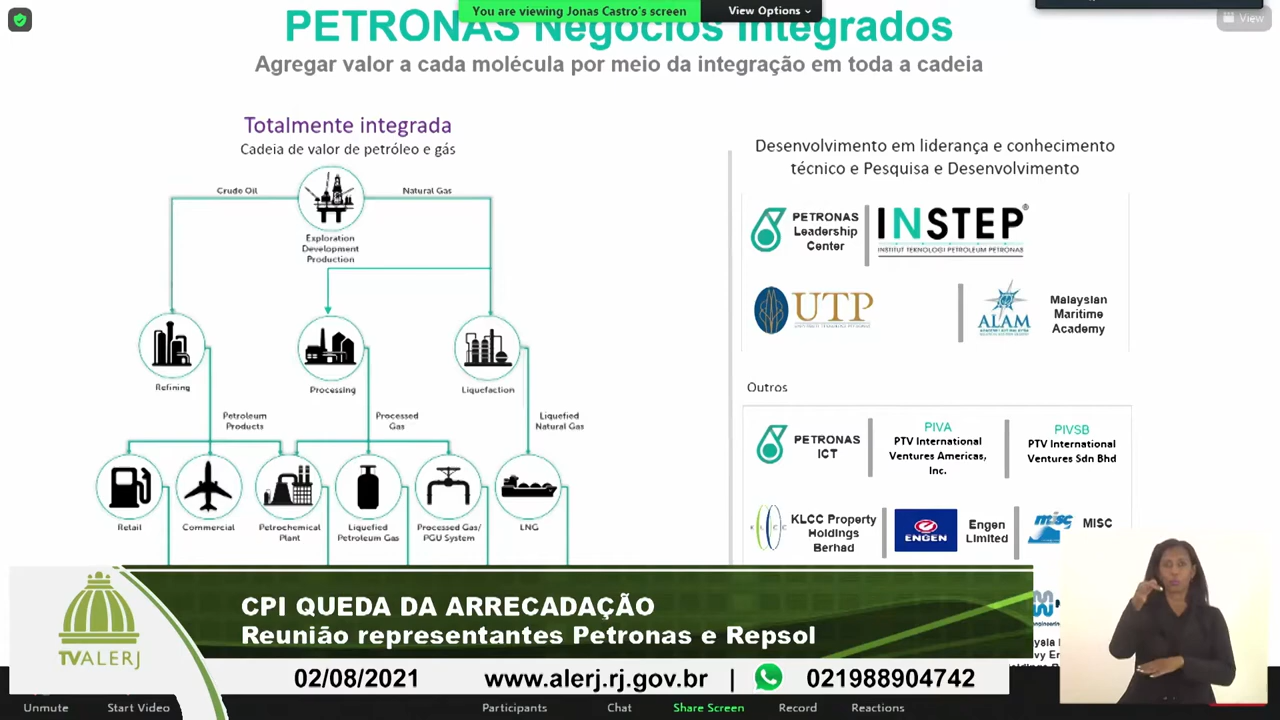 You are viewing Jonas Castro's screen
View Options
View
PETRONAS Negócios Integrados
Agregar valor a cada molécula por meio da integração em toda a cadeia
Totalmente integrada
Cadeia de valor de petróleo e gás
Crude Oil
Natural Gas
Exploration
Development
Production
Refining
Processing
Liquefaction
Petroleum
Products
Processed
Gas
Liquefied
Natural Gas
Retail
Commercial
Petrochemical
Plant
Liquefied
Petroleum Gas
Processed Gas/
PGU System
LNG
Desenvolvimento em liderança e conhecimento
técnico e Pesquisa e Desenvolvimento
PETRONAS
Leadership
Center
INSTEP®
INSTITUT TEKNOLOGI PETROLEUM PETRONAS
UTP
ALAM
Malaysian
Maritime
Academy
Outros
PETRONAS
ICT
PIVA
PTV International
Ventures Americas,
Inc.
PIVSB
PTV International
Ventures Sdn Bhd
KLCC
KLCC Property
Holdings
Berhad
ENGEN
Engen
Limited
misc
MISC
CPI QUEDA DA ARRECADAÇÃO
Reunião representantes Petronas e Repsol
TVALERJ
02/08/2021
www.alerj.rj.gov.br | 021988904742
Unmute
Start Video
Participants
Chat
Share Screen
Record
Reactions